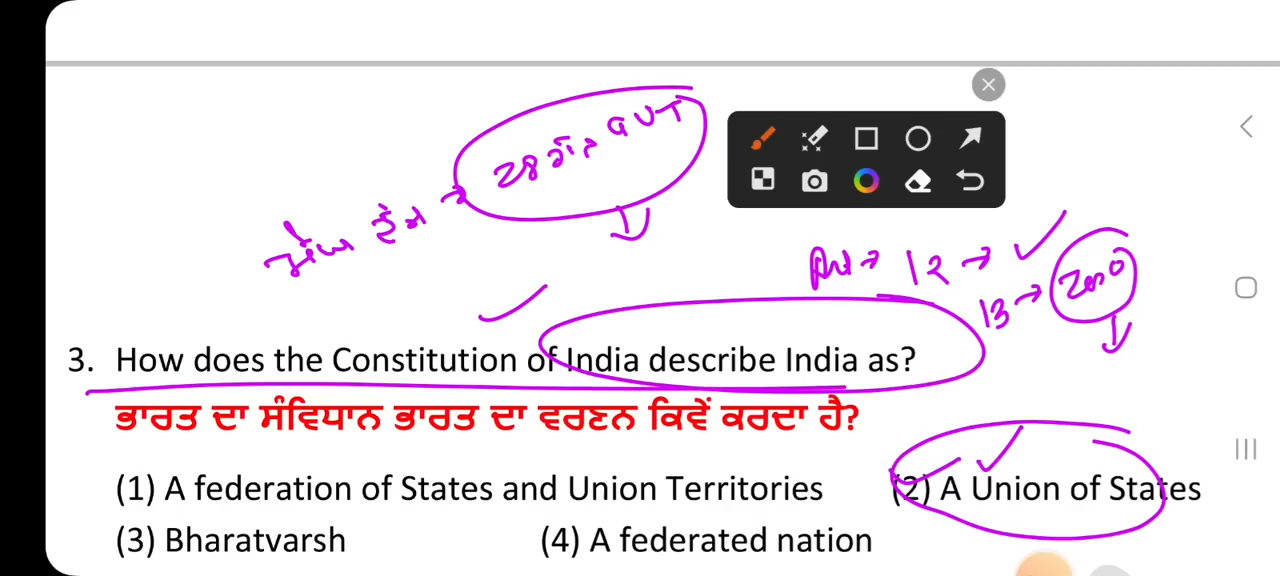 GVT
12 →
13 → Zero
3. How does the Constitution of India describe India as?
ਭਾਰਤ ਦਾ ਸੰਵਿਧਾਨ ਭਾਰਤ ਦਾ ਵਰਣਨ ਕਿਵੇਂ ਕਰਦਾ ਹੈ?
(1) A federation of States and Union Territories (2) A Union of States
(3) Bharatvarsh (4) A federated nation